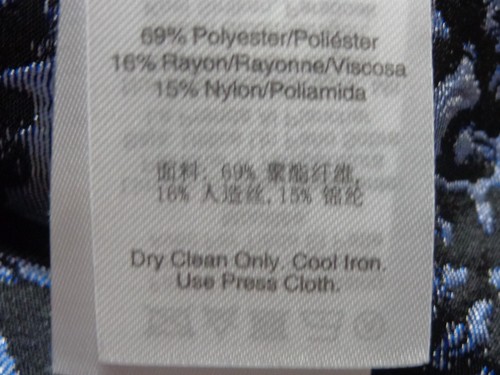 69% Polyester/Poliéster
16% Rayon/Rayonne/Viscosa
15% Nylon/Poliamida
面料: 69% 聚酯纤维,
16% 人造丝, 15% 锦纶
Dry Clean Only. Cool Iron.
Use Press Cloth.